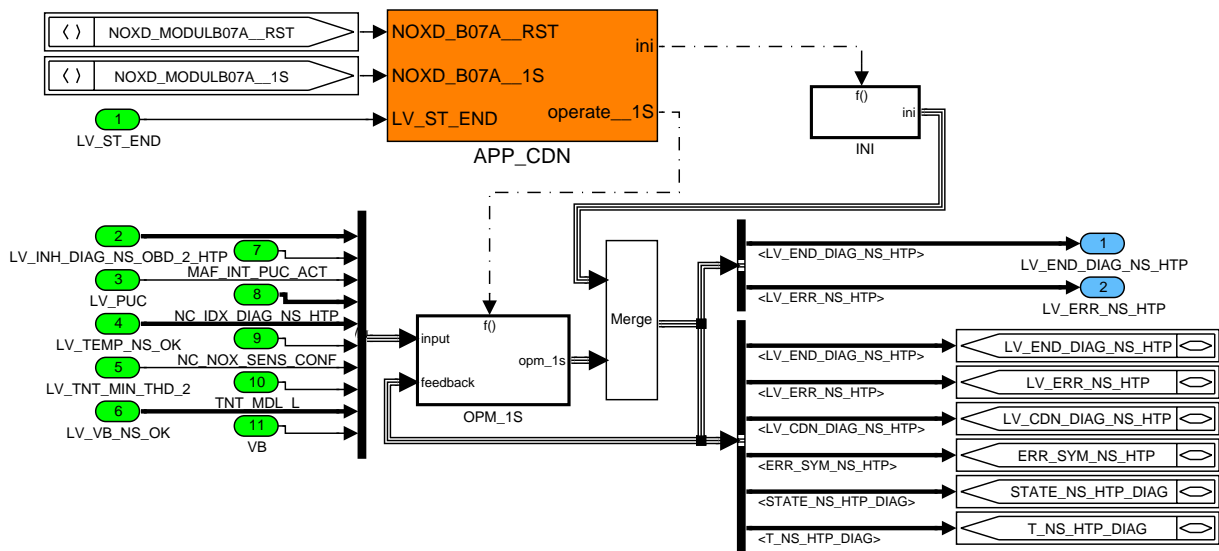 NOXD_MODULB07A__RST
NOXD_MODULB07A__1S
1
LV_ST_END
NOXD_B07A__RST
NOXD_B07A__1S
LV_ST_END
ini
operate__1S
APP_CDN
f()
ini
INI
2
LV_INH_DIAG_NS_OBD_2_HTP
7
MAF_INT_PUC_ACT
3
LV_PUC
8
NC_IDX_DIAG_NS_HTP
4
LV_TEMP_NS_OK
9
NC_NOX_SENS_CONF
5
LV_TNT_MIN_THD_2
10
TNT_MDL_L
6
LV_VB_NS_OK
11
VB
f()
input
feedback
opm_1s
OPM_1S
Merge
<LV_END_DIAG_NS_HTP>
<LV_ERR_NS_HTP>
1
LV_END_DIAG_NS_HTP
2
LV_ERR_NS_HTP
<LV_END_DIAG_NS_HTP>
LV_END_DIAG_NS_HTP
<LV_ERR_NS_HTP>
LV_ERR_NS_HTP
<LV_CDN_DIAG_NS_HTP>
LV_CDN_DIAG_NS_HTP
<ERR_SYM_NS_HTP>
ERR_SYM_NS_HTP
<STATE_NS_HTP_DIAG>
STATE_NS_HTP_DIAG
<T_NS_HTP_DIAG>
T_NS_HTP_DIAG